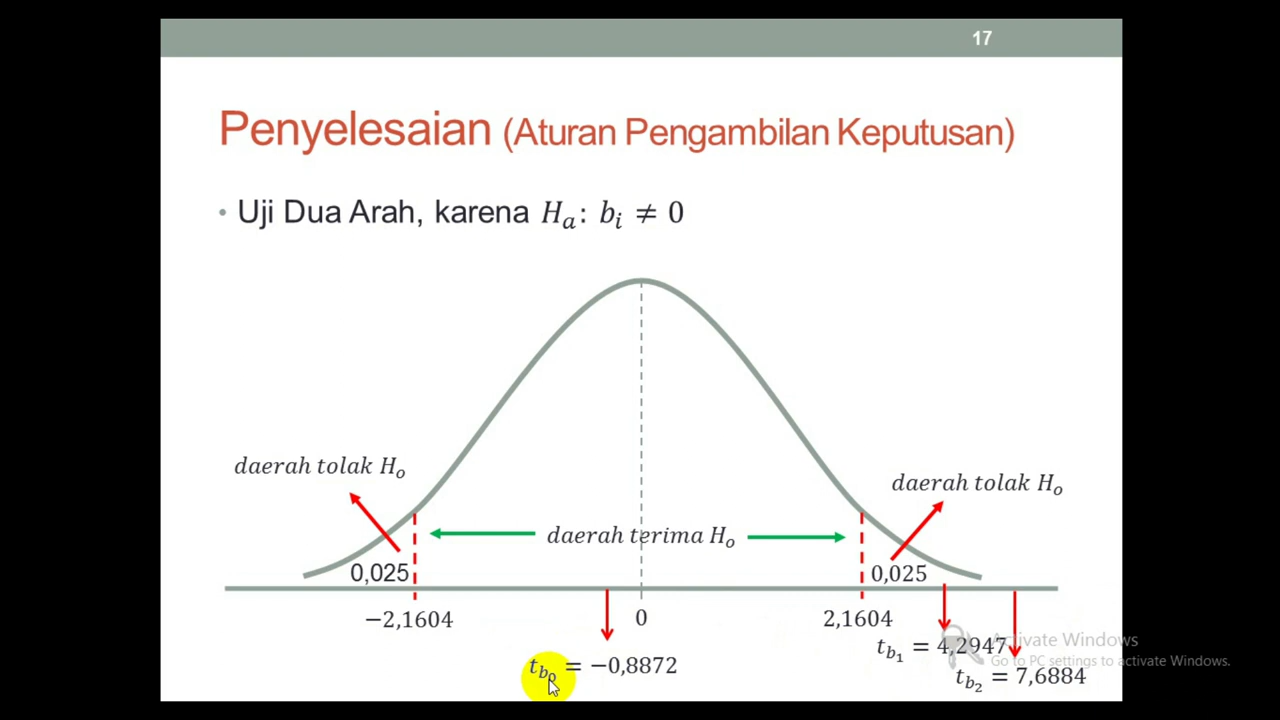 17
Penyelesaian (Aturan Pengambilan Keputusan)
• Uji Dua Arah, karena Hₐ: bᵢ ≠ 0
daerah tolak Hₒ
daerah tolak Hₒ
daerah terima Hₒ
0,025
0,025
−2,1604
0
2,1604
t_b₀ = −0,8872
t_b₁ = 4,2947
t_b₂ = 7,6884
Activate Windows
Go to PC settings to activate Windows.